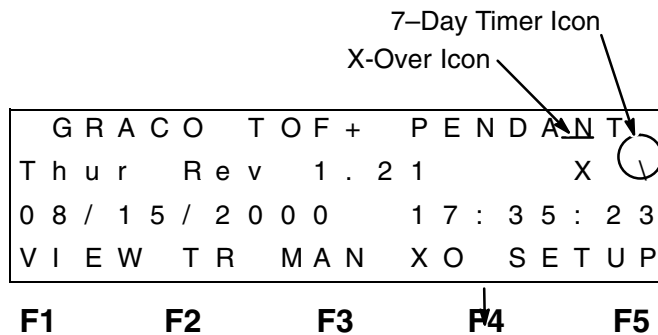 7–Day Timer Icon
X-Over Icon
GRACO TOF+ PENDANT
Thur Rev 1.21 X \
08/15/2000 17:35:23
VIEW TR MAN XO SETUP
F1 F2 F3 F4 F5